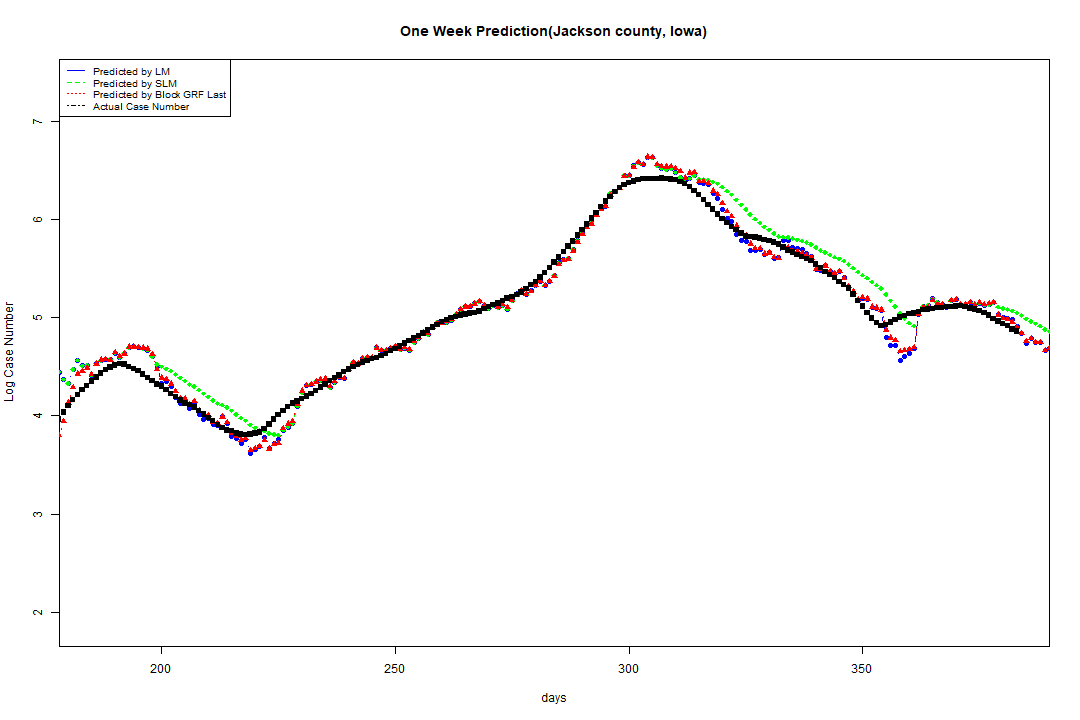 One Week Prediction(Jackson county, Iowa)
Predicted by LM
Predicted by SLM
Predicted by Block GRF Last
Actual Case Number
7
6
5
4
3
2
Log Case Number
200 250 300 350
days